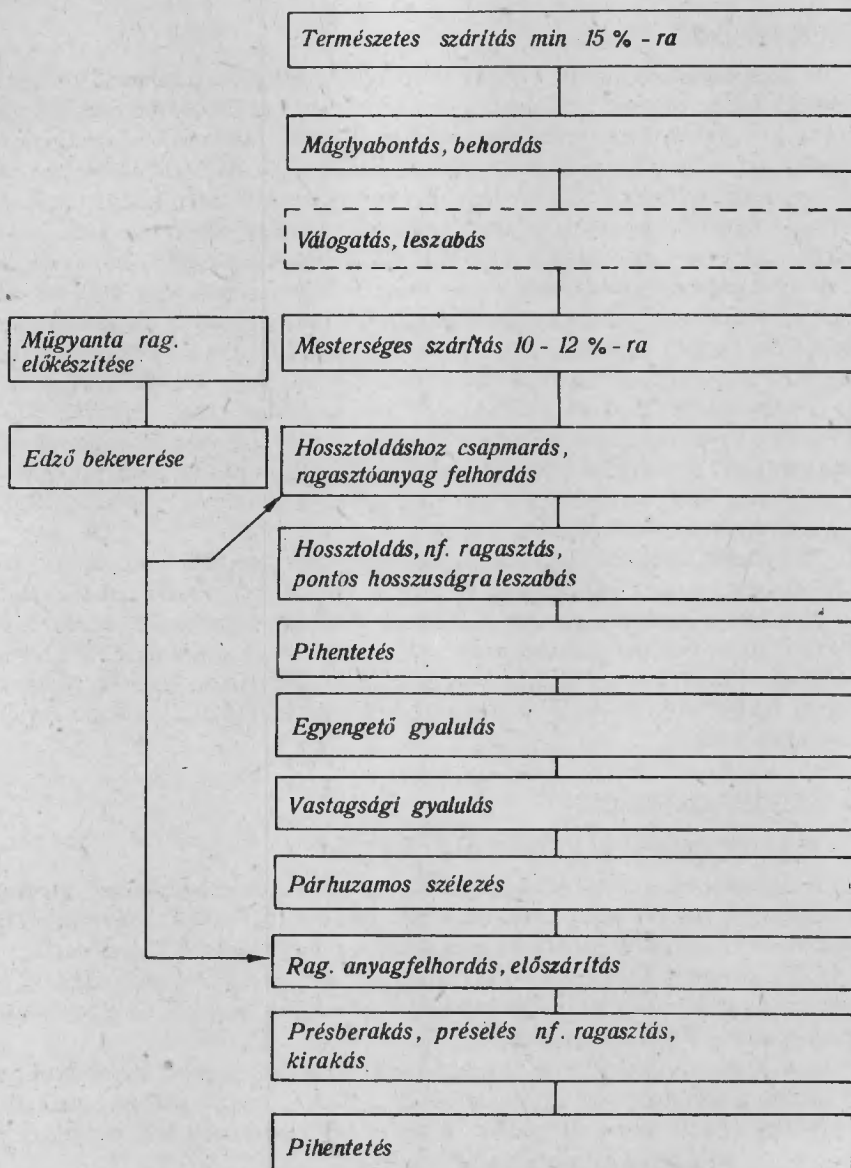 Természetes szárítás min 15 % - ra
Máglyabontás, behordás
Válogatás, leszabás
Műgyanta rag.
előkészítése
Mesterséges szárítás 10 - 12 % - ra
Edző bekeverése
Hossztoldáshoz csapmarás,
ragasztóanyag felhordás
Hossztoldás, nf. ragasztás,
pontos hosszuságra leszabás
Pihentetés
Egyengető gyalulás
Vastagsági gyalulás
Párhuzamos szélezés
Rag. anyagfelhordás, előszárítás
Présberakás, préselés nf. ragasztás,
kirakás
Pihentetés